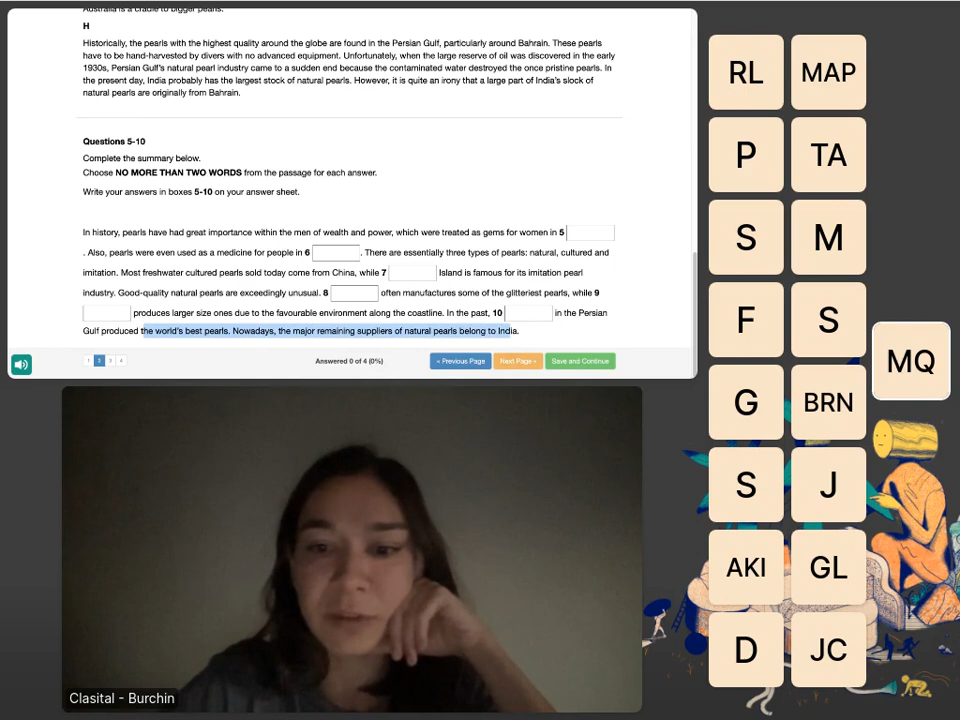 Australia is a cradle to bigger pearls.
H
Historically, the pearls with the highest quality around the globe are found in the Persian Gulf, particularly around Bahrain. These pearls
have to be hand-harvested by divers with no advanced equipment. Unfortunately, when the large reserve of oil was discovered in the early
1930s, Persian Gulf's natural pearl industry came to a sudden end because the contaminated water destroyed the once pristine pearls. In
the present day, India probably has the largest stock of natural pearls. However, it is quite an irony that a large part of India's slock of
natural pearls are originally from Bahrain.
Questions 5-10
Complete the summary below.
Choose NO MORE THAN TWO WORDS from the passage for each answer.
Write your answers in boxes 5-10 on your answer sheet.
In history, pearls have had great importance within the men of wealth and power, which were treated as gems for women in 5
. Also, pearls were even used as a medicine for people in 6 . There are essentially three types of pearls: natural, cultured and
imitation. Most freshwater cultured pearls sold today come from China, while 7 Island is famous for its imitation pearl
industry. Good-quality natural pearls are exceedingly unusual. 8 often manufactures some of the glitteriest pearls, while 9
produces larger size ones due to the favourable environment along the coastline. In the past, 10 in the Persian
Gulf produced the world's best pearls. Nowadays, the major remaining suppliers of natural pearls belong to India.
1 2 3 4 Answered 0 of 4 (0%) « Previous Page Next Page » Save and Continue
RL MAP
P TA
S M
F S
MQ
G BRN
S J
AKI GL
D JC
Clasital - Burchin